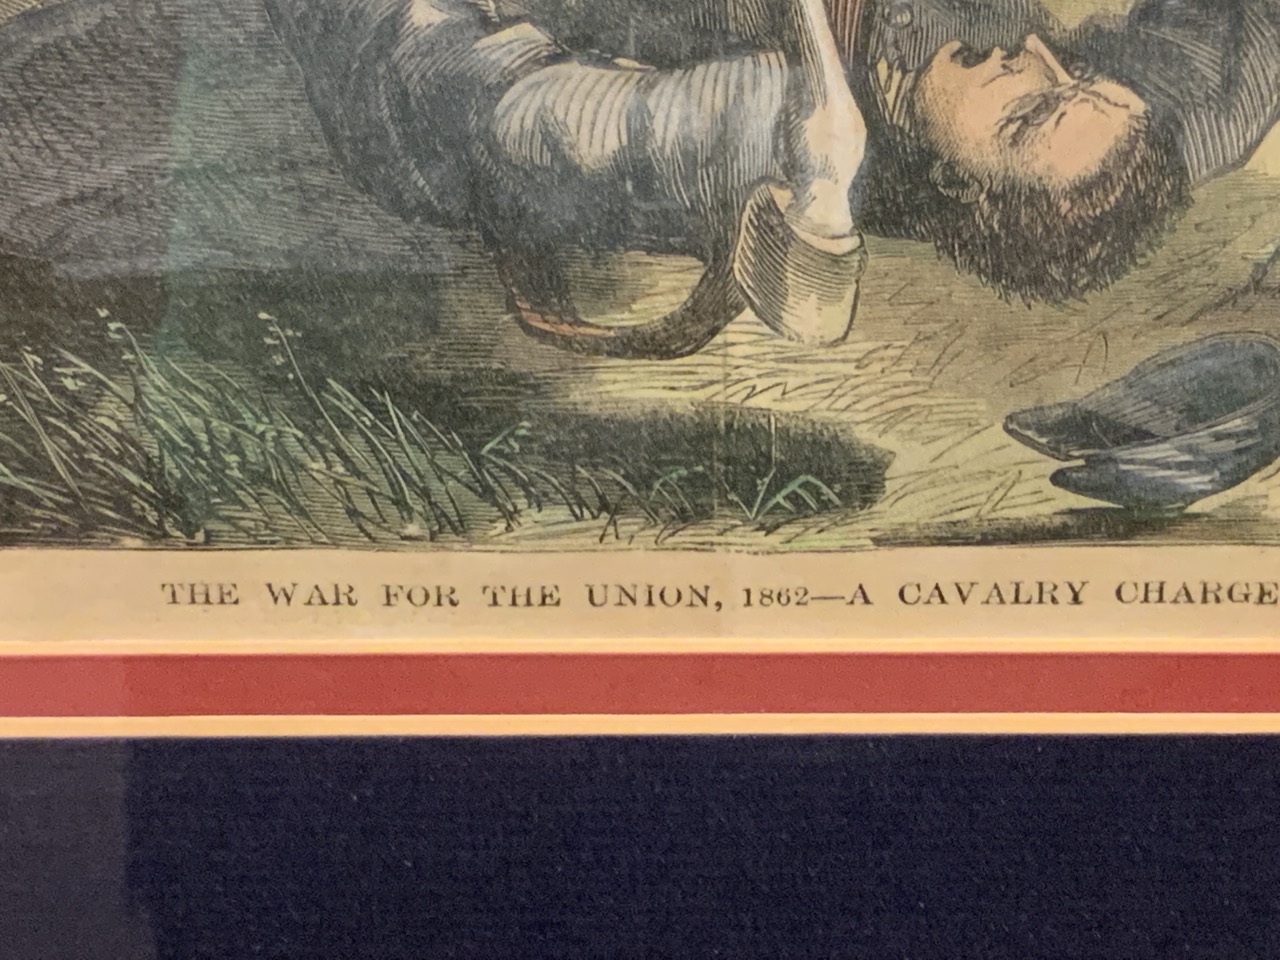 THE WAR FOR THE UNION, 1862—A CAVALRY CHARGE